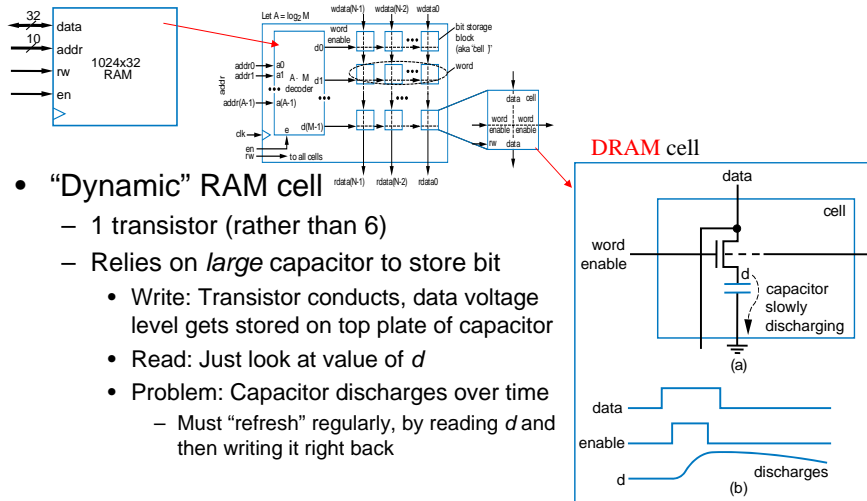 32
data
10
addr
rw
en
1024x32
RAM
Let A = log2 M
wdata(N-1) wdata(N-2) wdata0
word
enable
bit storage
block
(aka ‘cell ’)
word
d0
addr0
addr1
addr
addr(A-1)
a0
a1
a(A-1)
A · M
decoder
d1
d(M-1)
clk
e
en
rw
to all cells
rdata(N-1) rdata(N-2) rdata0
data cell
word word
enable enable
rw data
DRAM cell
data
cell
word
enable
d
capacitor
slowly
discharging
(a)
data
enable
d
discharges
(b)
• “Dynamic” RAM cell
– 1 transistor (rather than 6)
– Relies on large capacitor to store bit
• Write: Transistor conducts, data voltage
level gets stored on top plate of capacitor
• Read: Just look at value of d
• Problem: Capacitor discharges over time
– Must “refresh” regularly, by reading d and
then writing it right back